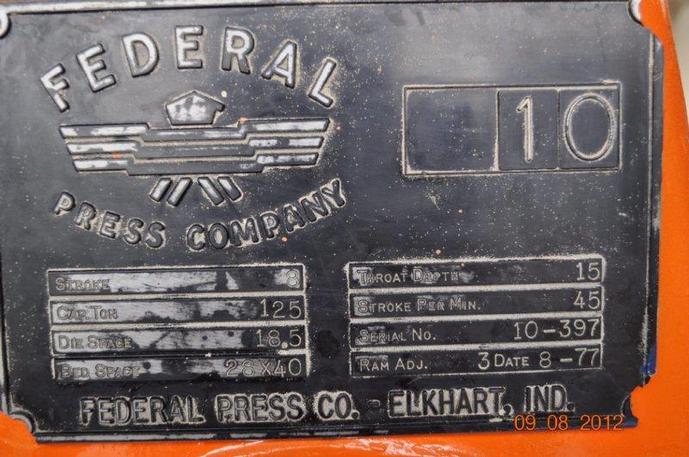 FEDERAL
PRESS COMPANY
10
STROKE 8
CAP. TON 125
DIE SPACE 18.5
BED SPACE 28X40
THROAT DEPTH 15
STROKE PER MIN. 45
SERIAL NO. 10-397
RAM ADJ. 3 DATE 8-77
FEDERAL PRESS CO. - ELKHART, IND.
09 08 2012